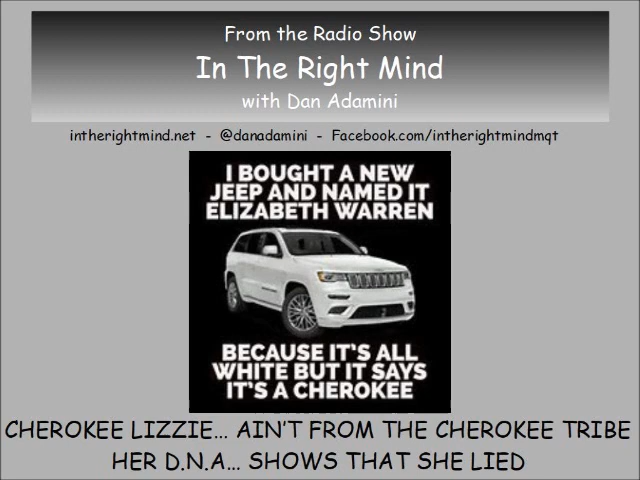 From the Radio Show
In The Right Mind
with Dan Adamini
intherightmind.net - @danadamini - Facebook.com/intherightmindmqt
I BOUGHT A NEW
JEEP AND NAMED IT
ELIZABETH WARREN
BECAUSE IT'S ALL
WHITE BUT IT SAYS
IT'S A CHEROKEE
CHEROKEE LIZZIE... AIN'T FROM THE CHEROKEE TRIBE
HER D.N.A... SHOWS THAT SHE LIED